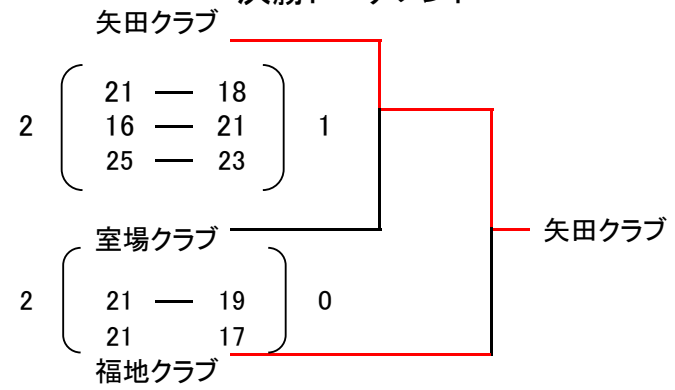 矢田クラブ
21 — 18
2 16 — 21 1
25 — 23
室場クラブ
矢田クラブ
2 21 — 19 0
21 17
福地クラブ